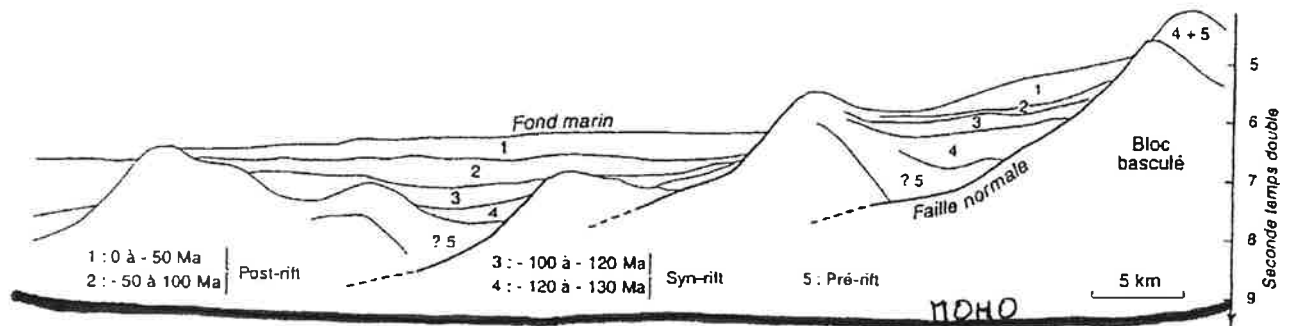 4 + 5
5
1
2
Fond marin
6
3
1
4
Bloc
basculé
2
? 5
7
Faille normale
3
4
Seconde temps double
? 5
8
1 : 0 à - 50 Ma
2 : - 50 à 100 Ma
Post-rift
3 : - 100 à - 120 Ma
4 : - 120 à - 130 Ma
Syn-rift
5 : Pré-rift
5 km
MOHO
9